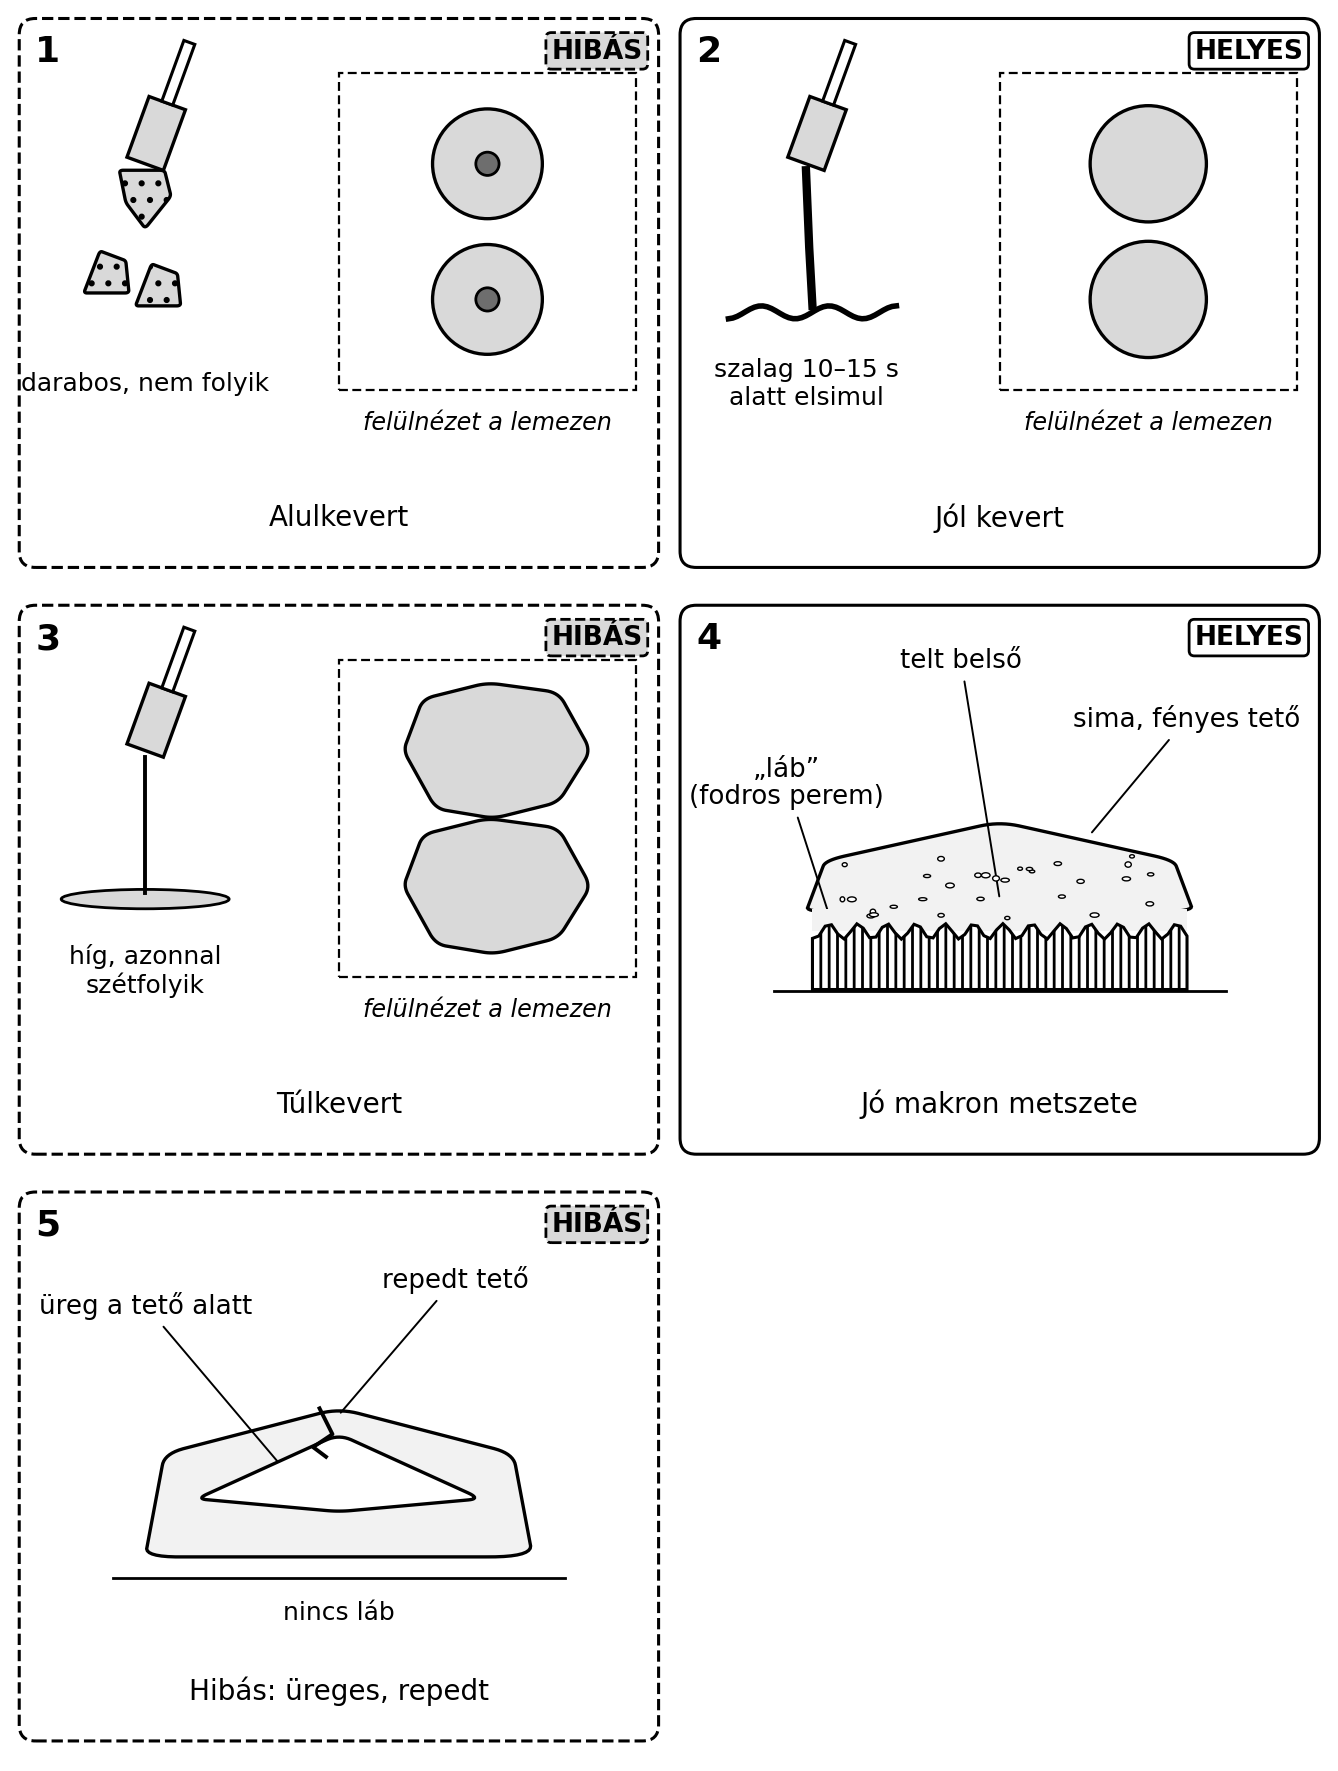 1
HIBÁS
darabos, nem folyik
felülnézet a lemezen
Alulkevert
2
HELYES
szalag 10–15 s
alatt elsimul
felülnézet a lemezen
Jól kevert
3
HIBÁS
híg, azonnal
szétfolyik
felülnézet a lemezen
Túlkevert
4
HELYES
telt belső
sima, fényes tető
„láb”
(fodros perem)
Jó makron metszete
5
HIBÁS
repedt tető
üreg a tető alatt
nincs láb
Hibás: üreges, repedt